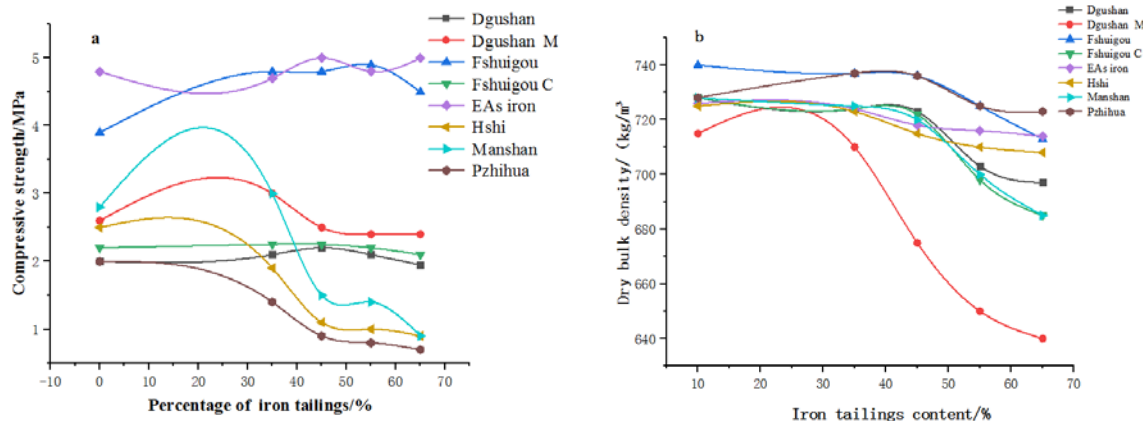 a
Dgushan
Dgushan M
Fshuigou
Fshuigou C
EAs iron
Hshi
Manshan
Pzhihua
Compressive strength/MPa
5
4
3
2
1
-10 0 10 20 30 40 50 60 70
Percentage of iron tailings/%
b
Dgushan
Dgushan M
Fshuigou
Fshuigou C
EAs iron
Hshi
Manshan
Pzhihua
Dry bulk density/ (kg/m³
740
720
700
680
660
640
10 20 30 40 50 60 70
Iron tailings content/%